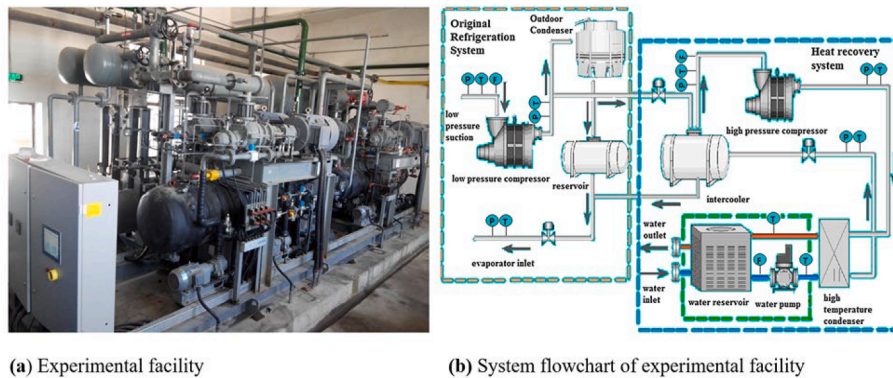 Original
Refrigeration
System
Outdoor
Condenser
Heat recovery
system
P T F
P T
P T F
P T
low
pressure
suction
low pressure compressor
reservoir
high pressure compressor
P T
intercooler
P T
evaporator inlet
water
outlet
water
inlet
T
F
T
water reservoir
water pump
high
temperature
condenser
(a) Experimental facility
(b) System flowchart of experimental facility